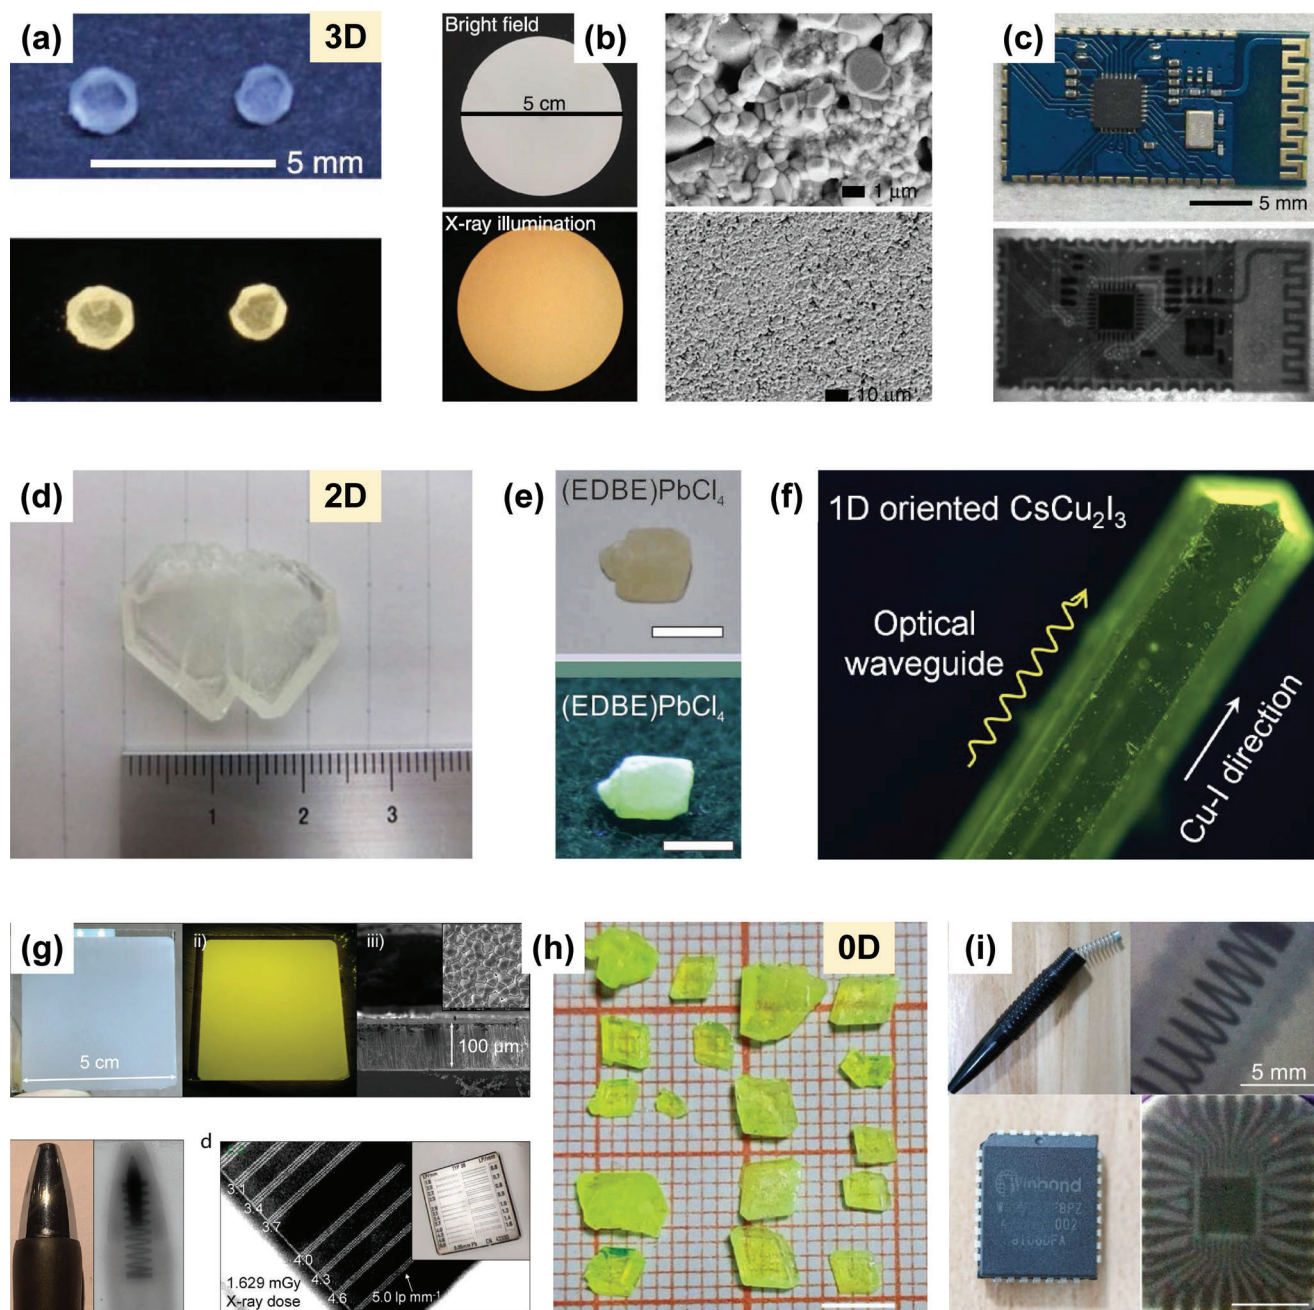 (a)
3D
5 mm
Bright field
(b)
5 cm
X-ray illumination
1 μm
10 μm
(c)
5 mm
(d)
2D
1 2 3
(e)
(EDBE)PbCl₄
(EDBE)PbCl₄
(f)
1D oriented CsCu₂I₃
Optical
waveguide
Cu-I direction
(g)
ii)
iii)
5 cm
100 μm
d
3.1
3.4
3.7
4.0
4.3
4.6
5.0 lp mm⁻¹
1.629 mGy
X-ray dose
(h)
0D
(i)
5 mm
002